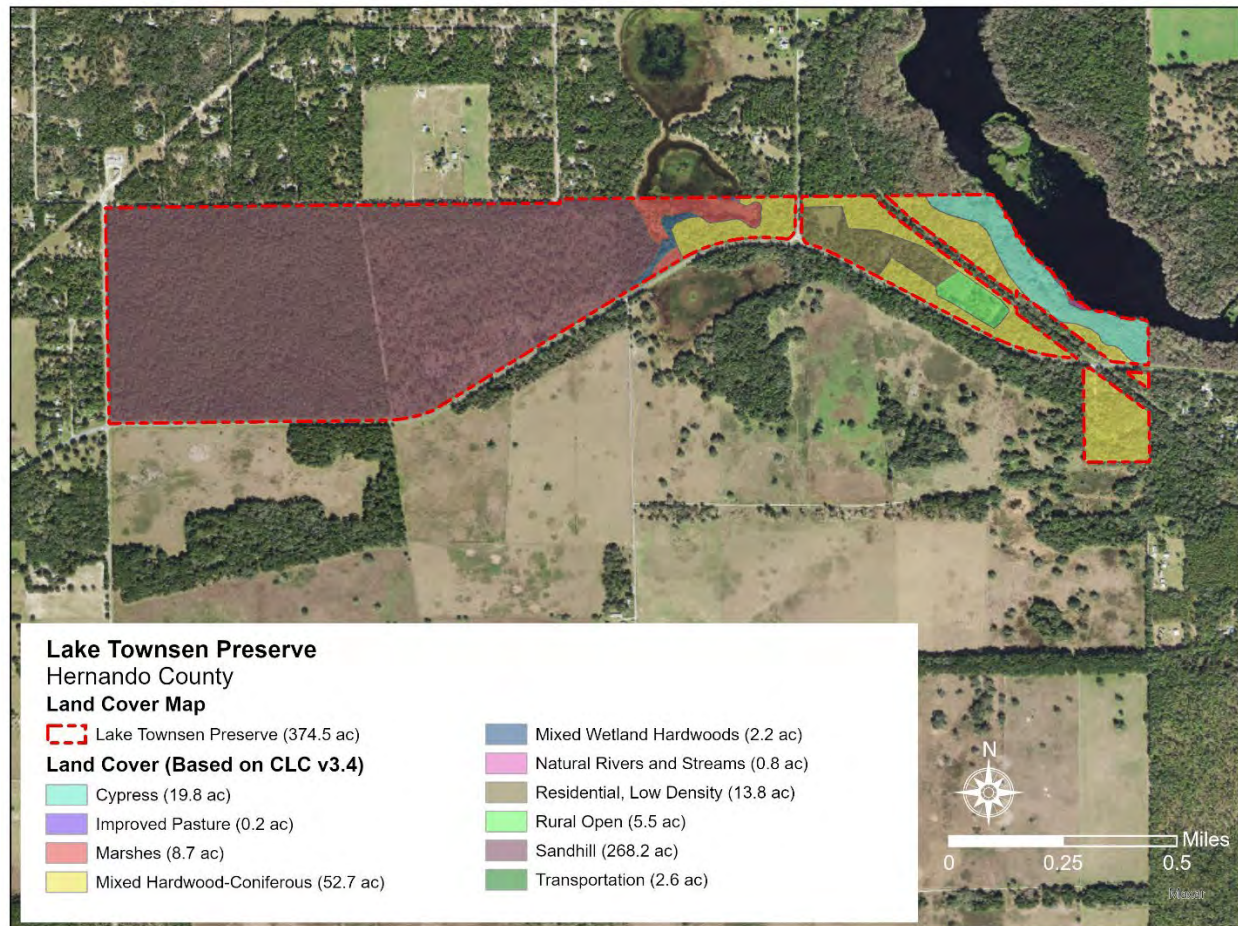 Lake Townsen Preserve
Hernando County
Land Cover Map
Lake Townsen Preserve (374.5 ac)
Land Cover (Based on CLC v3.4)
Cypress (19.8 ac)
Improved Pasture (0.2 ac)
Marshes (8.7 ac)
Mixed Hardwood-Coniferous (52.7 ac)
Mixed Wetland Hardwoods (2.2 ac)
Natural Rivers and Streams (0.8 ac)
Residential, Low Density (13.8 ac)
Rural Open (5.5 ac)
Sandhill (268.2 ac)
Transportation (2.6 ac)
N
Miles
0 0.25 0.5
Maxar